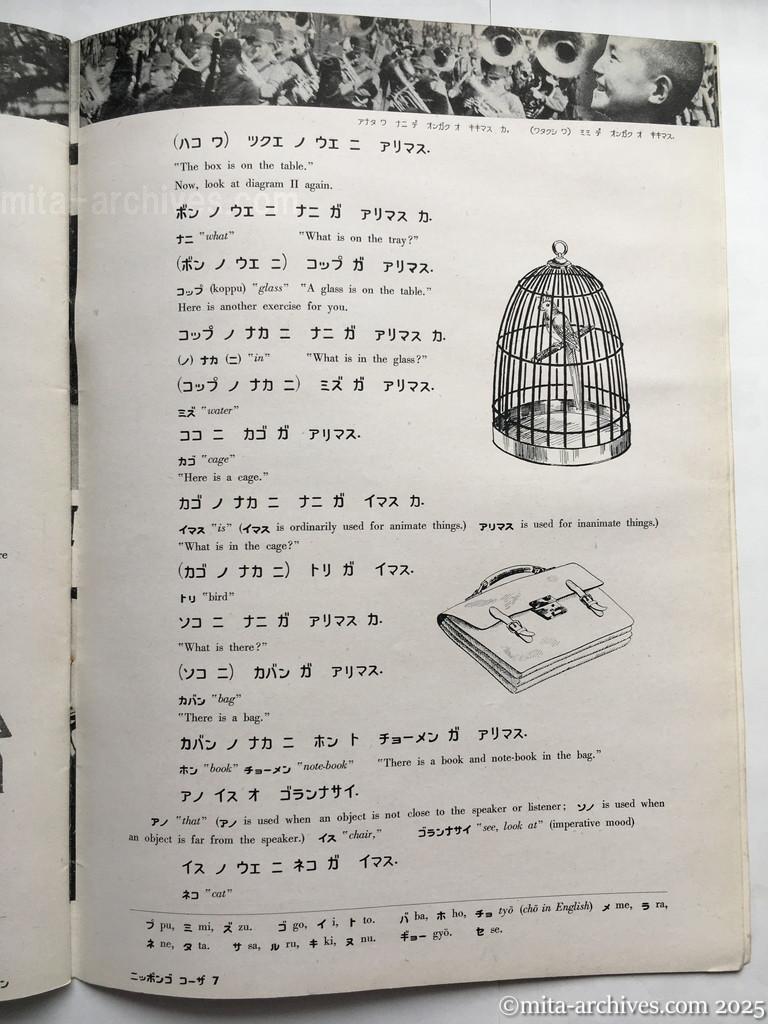 アナタ ワ ナニ デ オンガク オ キキマス カ. (ワタクシ ワ) ミミ デ オンガク オ キキマス.
(ハコ ワ) ツクエ ノ ウエ ニ アリマス.
"The box is on the table."
Now, look at diagram II again.
mita-archives.com
ボン ノ ウエ ニ ナニ ガ アリマス カ.
ナニ "what" "What is on the tray?"
(ボン ノ ウエ ニ) コップ ガ アリマス.
コップ (koppu) "glass" "A glass is on the table."
Here is another exercise for you.
コップ ノ ナカ ニ ナニ ガ アリマス カ.
(ノ) ナカ (ニ) "in" "What is in the glass?"
(コップ ノ ナカ ニ) ミズ ガ アリマス.
ミズ "water"
ココ ニ カゴ ガ アリマス.
カゴ "cage"
"Here is a cage."
カゴ ノ ナカ ニ ナニ ガ イマス カ.
イマス "is" (イマス is ordinarily used for animate things.) アリマス is used for inanimate things.)
"What is in the cage?"
(カゴ ノ ナカ ニ) トリ ガ イマス.
トリ "bird"
ソコ ニ ナニ ガ アリマス カ.
"What is there?"
(ソコ ニ) カバン ガ アリマス.
カバン "bag"
"There is a bag."
カバン ノ ナカ ニ ホン ト チョーメン ガ アリマス.
ホン "book" チョーメン "note-book" "There is a book and note-book in the bag."
アノ イス オ ゴランナサイ.
アノ "that" (アノ is used when an object is not close to the speaker or listener; ソノ is used when
an object is far from the speaker.) イス "chair," ゴランナサイ "see, look at" (imperative mood)
イス ノ ウエ ニ ネコ ガ イマス.
ネコ "cat"
プ pu, ミ mi, ズ zu. ゴ go, イ i, ト to. バ ba, ホ ho, チョ tyō (chō in English) メ me, ラ ra,
ネ ne, タ ta. サ sa, ル ru, キ ki, ヌ nu. ギョー gyō. セ se.
ニッポンゴ コーザ 7
©mita-archives.com 2025